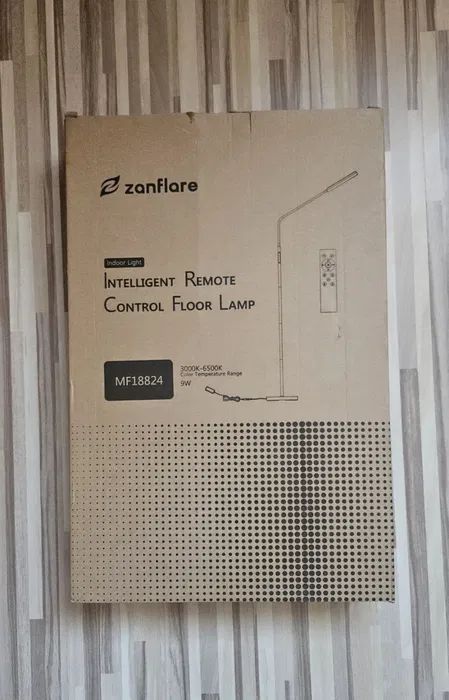 zanflare
Indoor Light
INTELLIGENT REMOTE
CONTROL FLOOR LAMP
MF18824
3000K-6500K
Color Temperature Range
9W